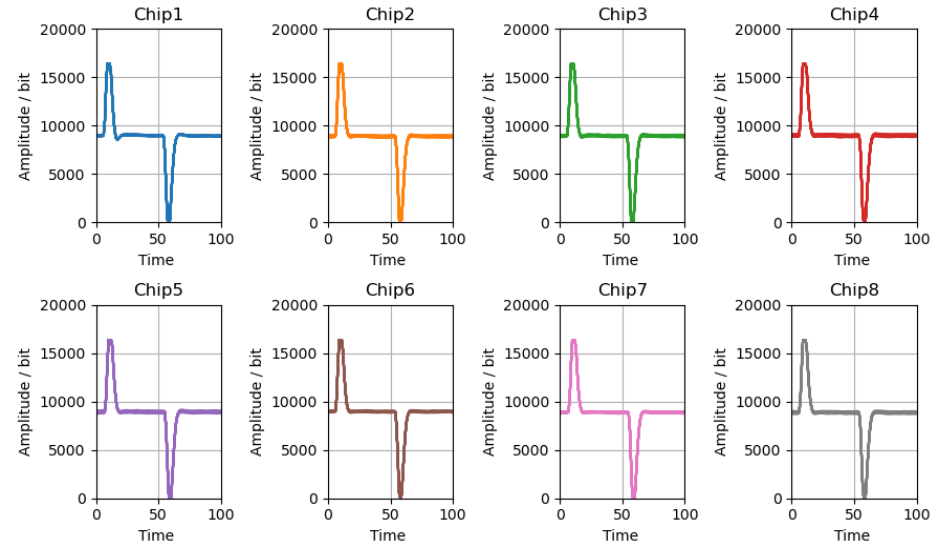 Chip1 Chip2 Chip3 Chip4
20000 20000 20000 20000
15000 15000 15000 15000
10000 10000 10000 10000
5000 5000 5000 5000
0 0 0 0
0 50 100 0 50 100 0 50 100 0 50 100
Amplitude / bit Amplitude / bit Amplitude / bit Amplitude / bit
Time Time Time Time
Chip5 Chip6 Chip7 Chip8
20000 20000 20000 20000
15000 15000 15000 15000
10000 10000 10000 10000
5000 5000 5000 5000
0 0 0 0
0 50 100 0 50 100 0 50 100 0 50 100
Amplitude / bit Amplitude / bit Amplitude / bit Amplitude / bit
Time Time Time Time